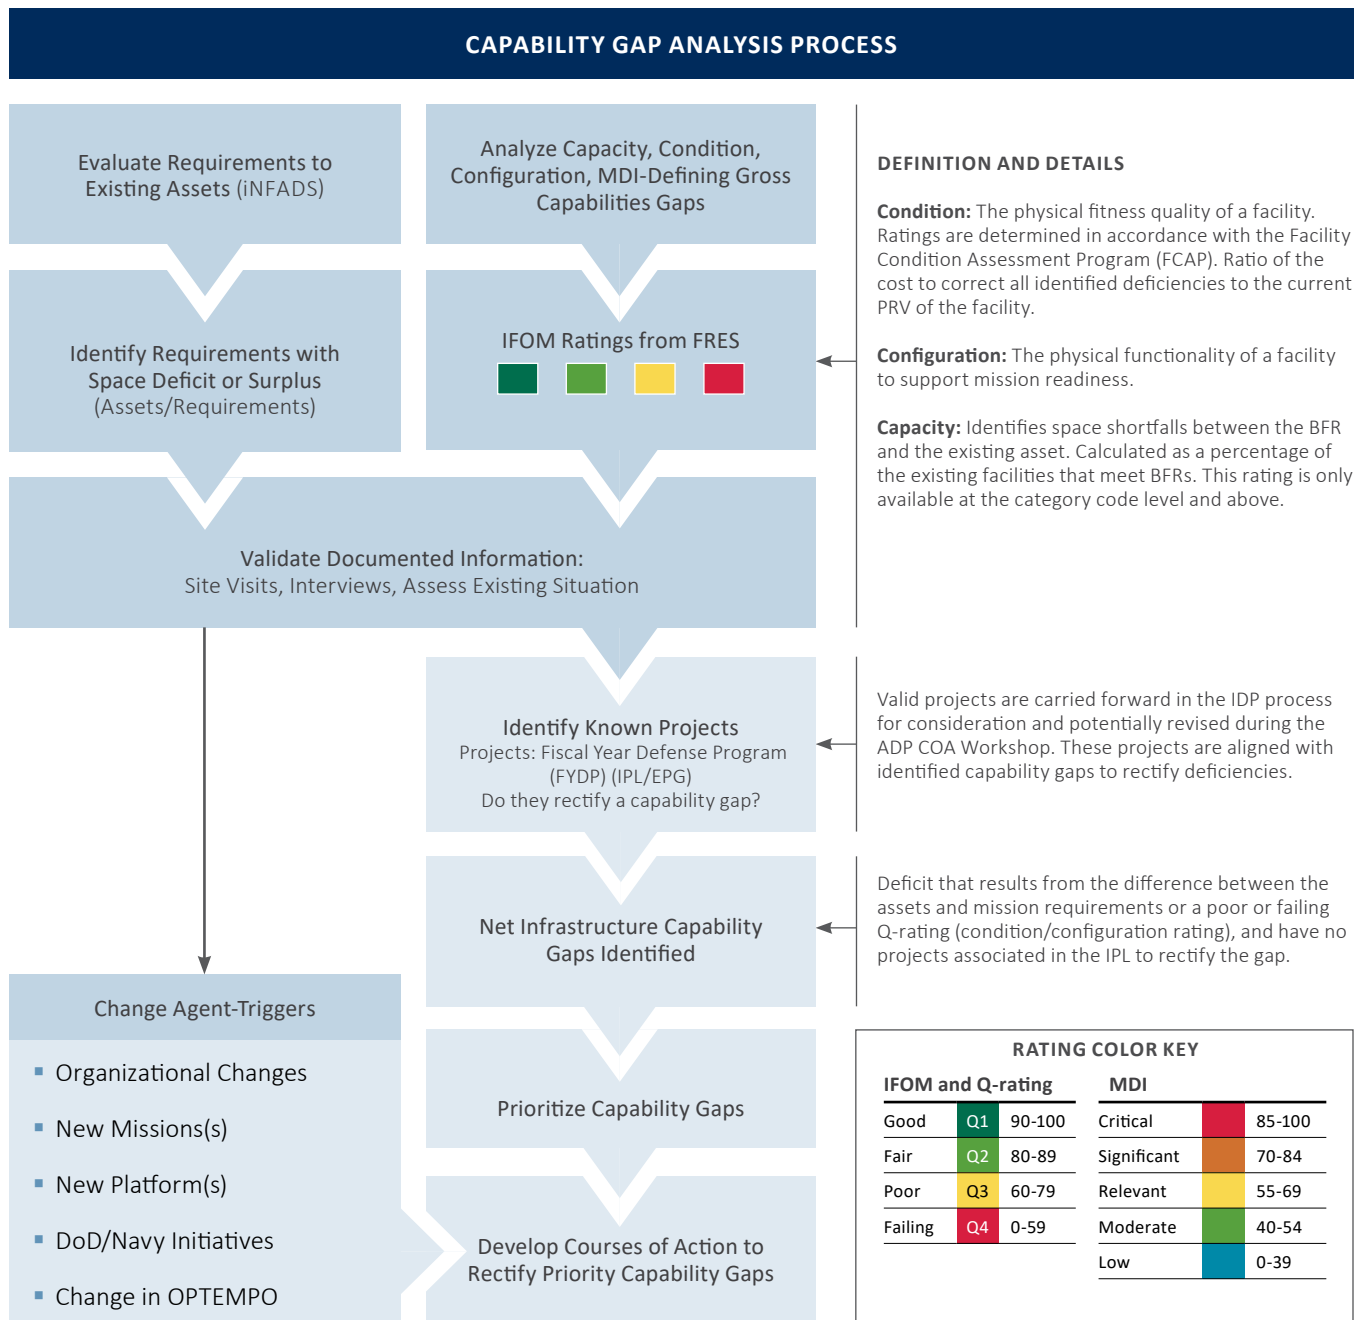 CAPABILITY GAP ANALYSIS PROCESS
Evaluate Requirements to
Existing Assets (iNFADS)
Identify Requirements with
Space Deficit or Surplus
(Assets/Requirements)
Analyze Capacity, Condition,
Configuration, MDI-Defining Gross
Capabilities Gaps
IFOM Ratings from FRES
Validate Documented Information:
Site Visits, Interviews, Assess Existing Situation
Identify Known Projects
Projects: Fiscal Year Defense Program
(FYDP) (IPL/EPG)
Do they rectify a capability gap?
Net Infrastructure Capability
Gaps Identified
Prioritize Capability Gaps
Develop Courses of Action to
Rectify Priority Capability Gaps
Change Agent-Triggers
▪ Organizational Changes
▪ New Missions(s)
▪ New Platform(s)
▪ DoD/Navy Initiatives
▪ Change in OPTEMPO
DEFINITION AND DETAILS
Condition: The physical fitness quality of a facility.
Ratings are determined in accordance with the Facility
Condition Assessment Program (FCAP). Ratio of the
cost to correct all identified deficiencies to the current
PRV of the facility.
Configuration: The physical functionality of a facility
to support mission readiness.
Capacity: Identifies space shortfalls between the BFR
and the existing asset. Calculated as a percentage of
the existing facilities that meet BFRs. This rating is only
available at the category code level and above.
Valid projects are carried forward in the IDP process
for consideration and potentially revised during the
ADP COA Workshop. These projects are aligned with
identified capability gaps to rectify deficiencies.
Deficit that results from the difference between the
assets and mission requirements or a poor or failing
Q-rating (condition/configuration rating), and have no
projects associated in the IPL to rectify the gap.
RATING COLOR KEY
IFOM and Q-rating
Good Q1 90-100
Fair Q2 80-89
Poor Q3 60-79
Failing Q4 0-59
MDI
Critical 85-100
Significant 70-84
Relevant 55-69
Moderate 40-54
Low 0-39